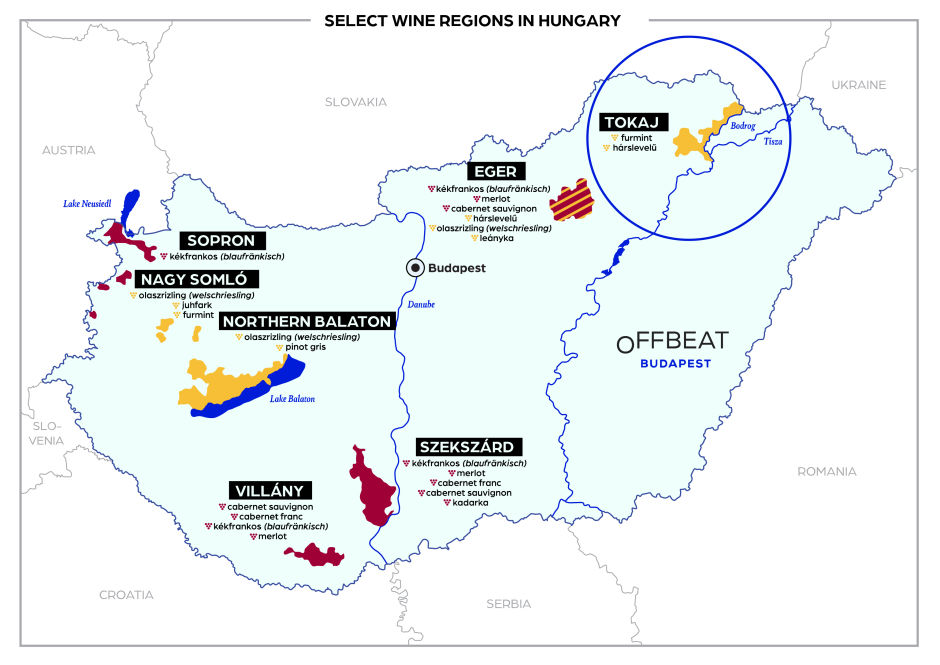 SELECT WINE REGIONS IN HUNGARY
UKRAINE
SLOVAKIA
AUSTRIA
TOKAJ
furmint
hárslevelű
Bodrog
Tisza
EGER
kékfrankos (blaufränkisch)
merlot
cabernet sauvignon
hárslevelű
olaszrizling (welschriesling)
leányka
Lake Neusiedl
SOPRON
kékfrankos (blaufränkisch)
Budapest
NAGY SOMLÓ
olaszrizling (welschriesling)
juhfark
furmint
Danube
NORTHERN BALATON
olaszrizling (welschriesling)
pinot gris
Lake Balaton
OFFBEAT
BUDAPEST
SLO-
VENIA
SZEKSZÁRD
kékfrankos (blaufränkisch)
merlot
cabernet franc
cabernet sauvignon
kadarka
ROMANIA
VILLÁNY
cabernet sauvignon
cabernet franc
kékfrankos (blaufränkisch)
merlot
CROATIA
SERBIA